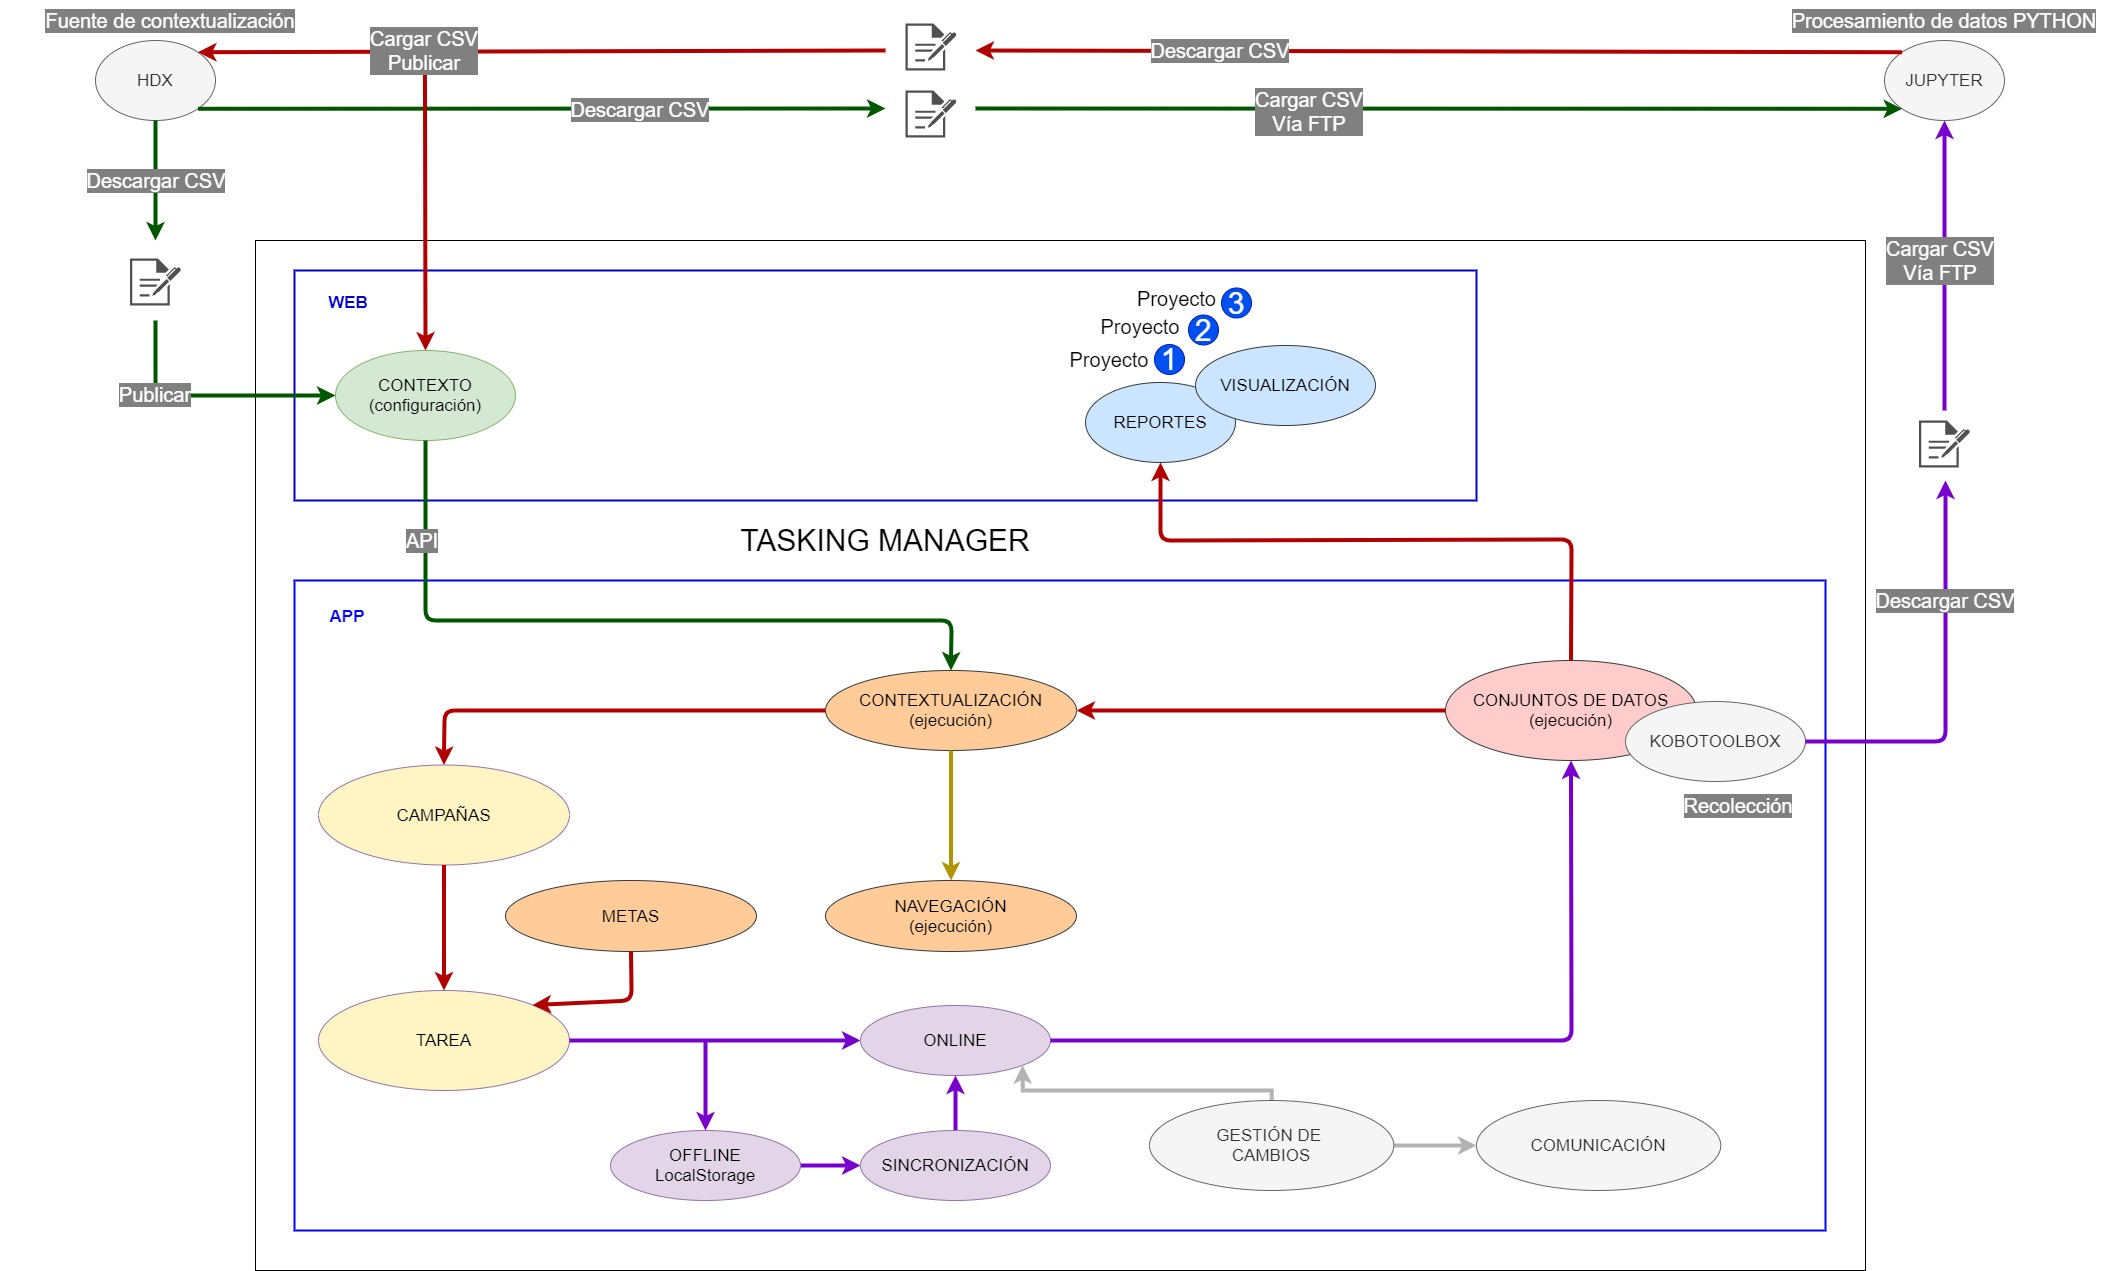 Fuente de contextualización
Procesamiento de datos PYTHON
Cargar CSV
Publicar
Descargar CSV
HDX
JUPYTER
Descargar CSV
Cargar CSV
Vía FTP
Descargar CSV
Cargar CSV
Vía FTP
WEB
Proyecto 3
Proyecto 2
Proyecto 1
CONTEXTO
(configuración)
VISUALIZACIÓN
Publicar
REPORTES
API
TASKING MANAGER
Descargar CSV
APP
CONTEXTUALIZACIÓN
(ejecución)
CONJUNTOS DE DATOS
(ejecución)
KOBOTOOLBOX
Recolección
CAMPAÑAS
METAS
NAVEGACIÓN
(ejecución)
TAREA
ONLINE
GESTIÓN DE
CAMBIOS
COMUNICACIÓN
OFFLINE
LocalStorage
SINCRONIZACIÓN